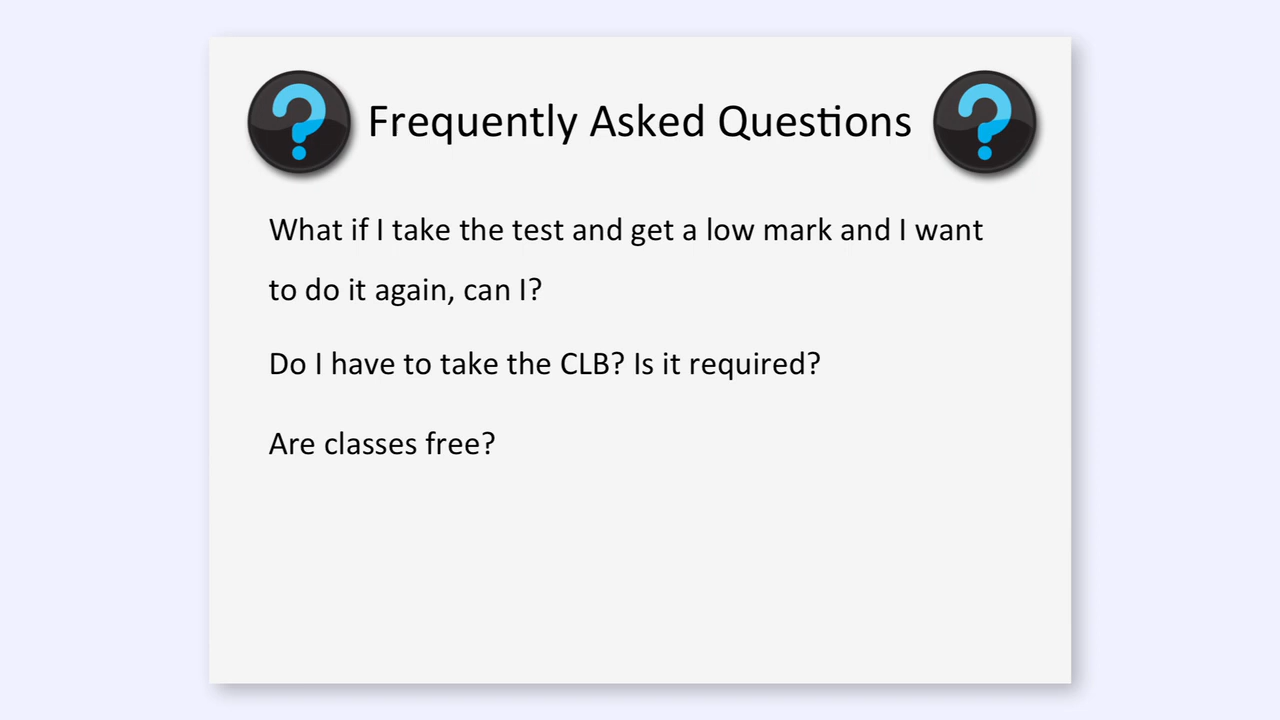 Frequently Asked Questions
What if I take the test and get a low mark and I want
to do it again, can I?
Do I have to take the CLB? Is it required?
Are classes free?